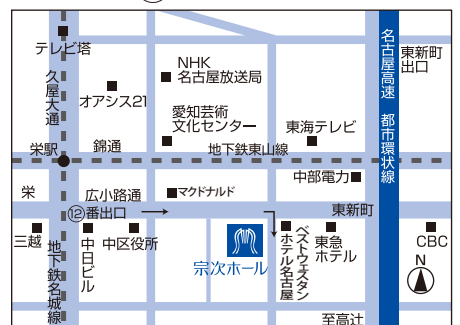 テレビ塔
久屋大通
オアシス21
NHK
名古屋放送局
愛知芸術
文化センター
東海テレビ
名古屋高速 都市環状線
東新町
出口
栄駅
錦通
地下鉄東山線
中部電力
栄
広小路通
マクドナルド
東新町
⑫番出口
三越
地下鉄名城線
中日ビル
中区役所
宗次ホール
ベストウェスタン
ホテル名古屋
東急
ホテル
CBC
N
至高辻